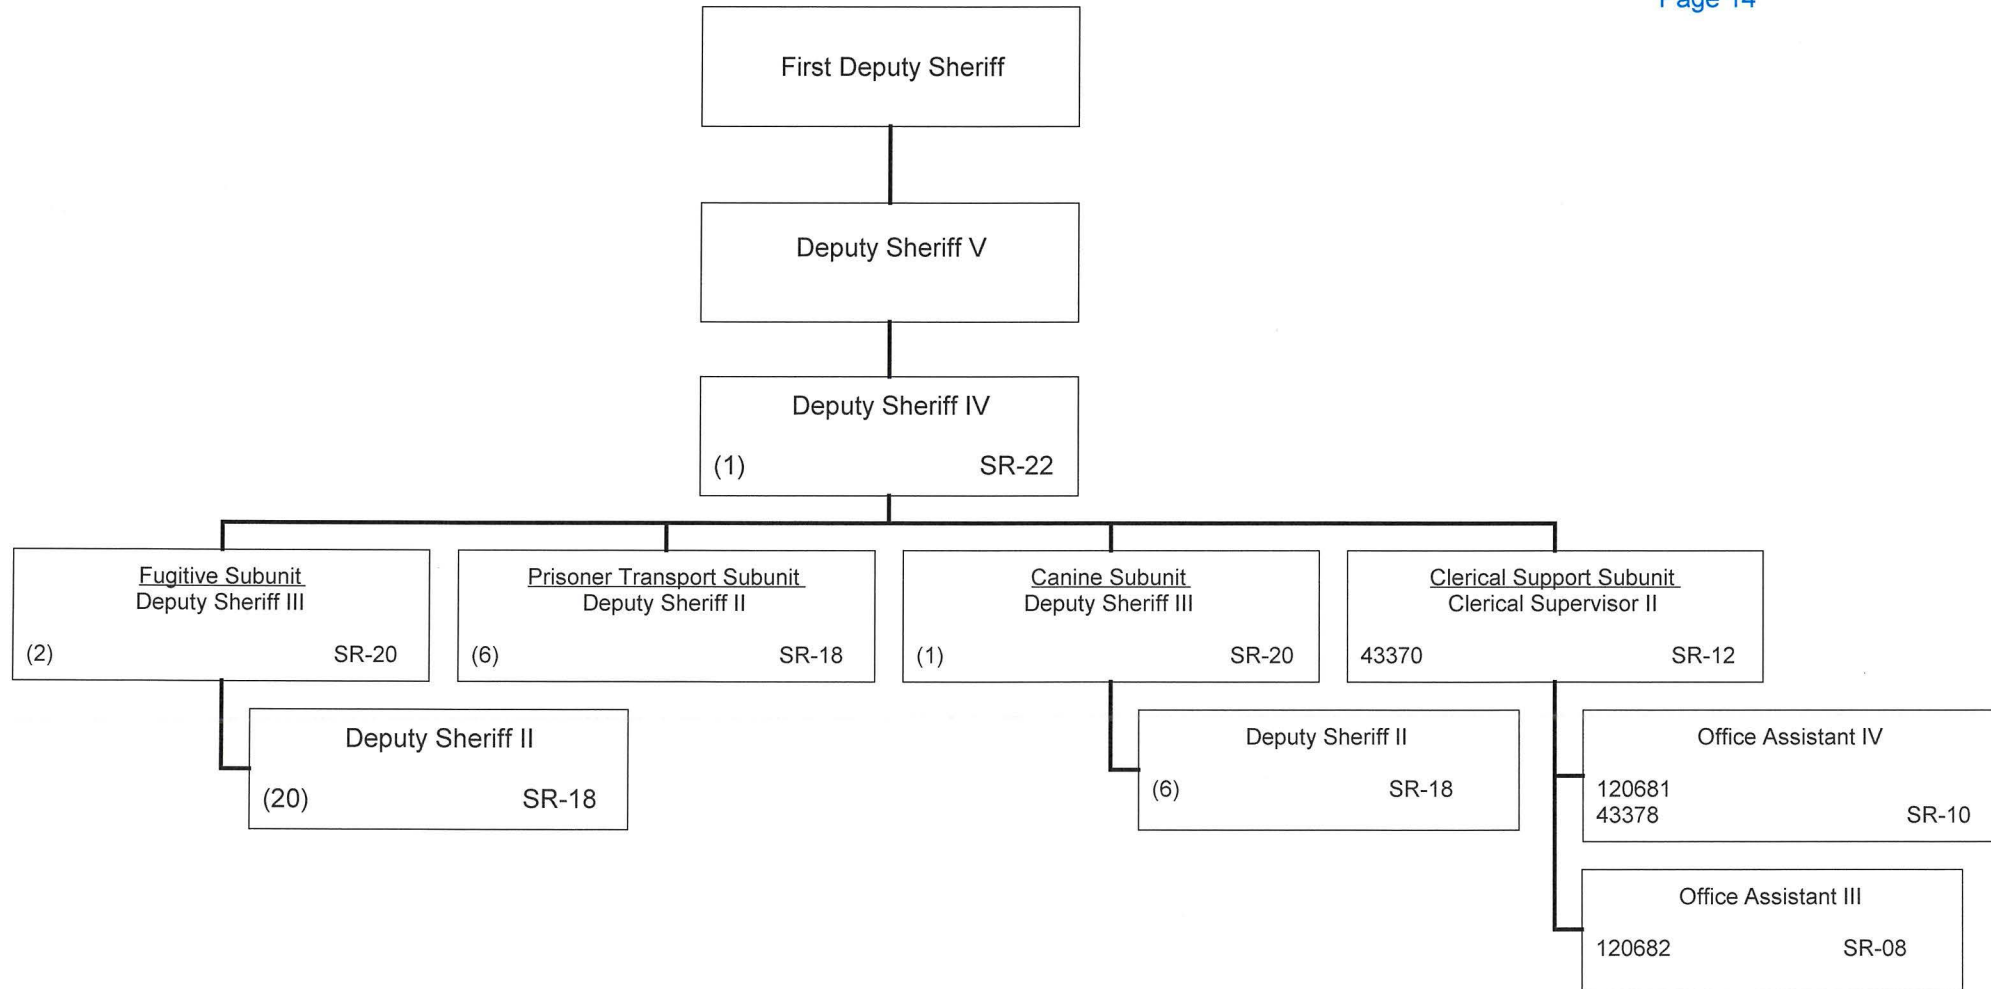 Page 14
First Deputy Sheriff
Deputy Sheriff V
Deputy Sheriff IV
(1) SR-22
Fugitive Subunit
Deputy Sheriff III
(2) SR-20
Prisoner Transport Subunit
Deputy Sheriff II
(6) SR-18
Canine Subunit
Deputy Sheriff III
(1) SR-20
Clerical Support Subunit
Clerical Supervisor II
43370 SR-12
Deputy Sheriff II
(20) SR-18
Deputy Sheriff II
(6) SR-18
Office Assistant IV
120681
43378 SR-10
Office Assistant III
120682 SR-08